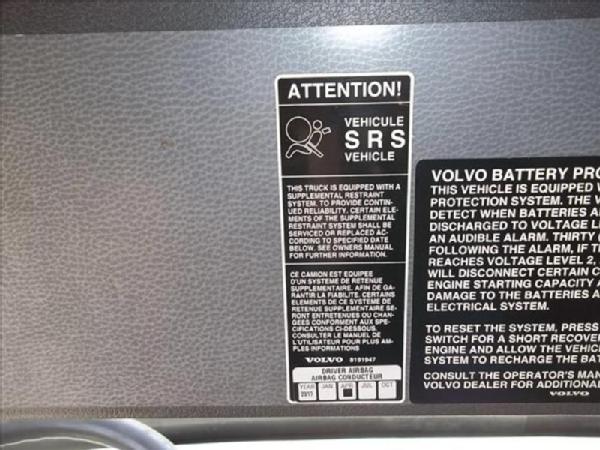 ATTENTION!
VEHICULE
SRS
VEHICLE
THIS TRUCK IS EQUIPPED WITH A
SUPPLEMENTAL RESTRAINT
SYSTEM. TO PROVIDE CONTIN-
UED RELIABILITY, CERTAIN ELE-
MENTS OF THE SUPPLEMENTAL
RESTRAINT SYSTEM SHALL BE
SERVICED OR REPLACED AC-
CORDING TO SPECIFIED DATE
BELOW. SEE OWNERS MANUAL
FOR FURTHER INFORMATION.
CE CAMION EST EQUIPEE
D'UN SYSTEME DE RETENUE
SUPPLEMENTAIRE. AFIN DE GA-
RANTIR LA FIABILITE, CERTAINS
ELEMENTS DE CE SYSTEME DE
RETENUE SUPPLEMENTAIRE SE-
RONT ENTRETENUES OU CHAN-
GEES CONFORMENT AUX SPE-
CIFICATIONS CI-DESSOUS.
CONSULTER LE MANUEL DE
L'UTILISATEUR POUR PLUS AM-
PLES INFORMATIONS
VOLVO 8191947
DRIVER AIRBAG
AIRBAG CONDUCTEUR
YEAR JAN APR JUL OCT
2017
VOLVO BATTERY PRO
THIS VEHICLE IS EQUIPPED
PROTECTION SYSTEM. THE V
DETECT WHEN BATTERIES A
DISCHARGED TO VOLTAGE L
AN AUDIBLE ALARM. THIRTY
FOLLOWING THE ALARM, IF T
REACHES VOLTAGE LEVEL 2,
WILL DISCONNECT CERTAIN C
ENGINE STARTING CAPACITY
DAMAGE TO THE BATTERIES A
ELECTRICAL SYSTEM.
TO RESET THE SYSTEM, PRESS
SWITCH FOR A SHORT RECOVE
ENGINE AND ALLOW THE VEHIC
SYSTEM TO RECHARGE THE BAT
CONSULT THE OPERATOR'S MAN
VOLVO DEALER FOR ADDITIONAL
VOLVO